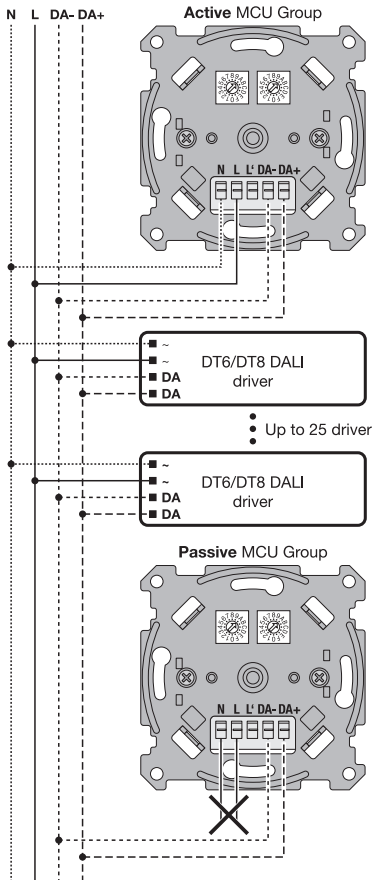 N L DA- DA+
Active MCU Group
N L L' DA- DA+
~
~
DA
DA
DT6/DT8 DALI
driver
Up to 25 driver
~
~
DA
DA
DT6/DT8 DALI
driver
Passive MCU Group
N L L' DA- DA+